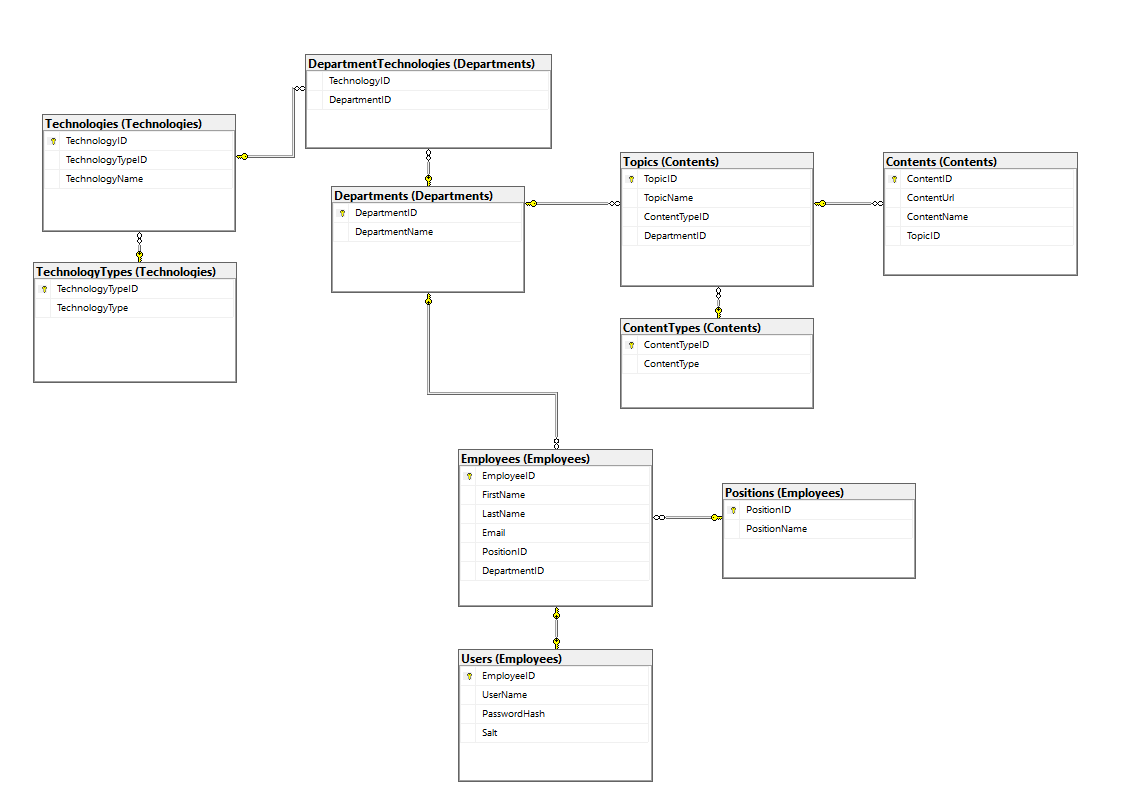 DepartmentTechnologies (Departments)
TechnologyID
DepartmentID
Technologies (Technologies)
TechnologyID
TechnologyTypeID
TechnologyName
Topics (Contents)
TopicID
TopicName
ContentTypeID
DepartmentID
Contents (Contents)
ContentID
ContentUrl
ContentName
TopicID
Departments (Departments)
DepartmentID
DepartmentName
TechnologyTypes (Technologies)
TechnologyTypeID
TechnologyType
ContentTypes (Contents)
ContentTypeID
ContentType
Employees (Employees)
EmployeeID
FirstName
LastName
Email
PositionID
DepartmentID
Positions (Employees)
PositionID
PositionName
Users (Employees)
EmployeeID
UserName
PasswordHash
Salt